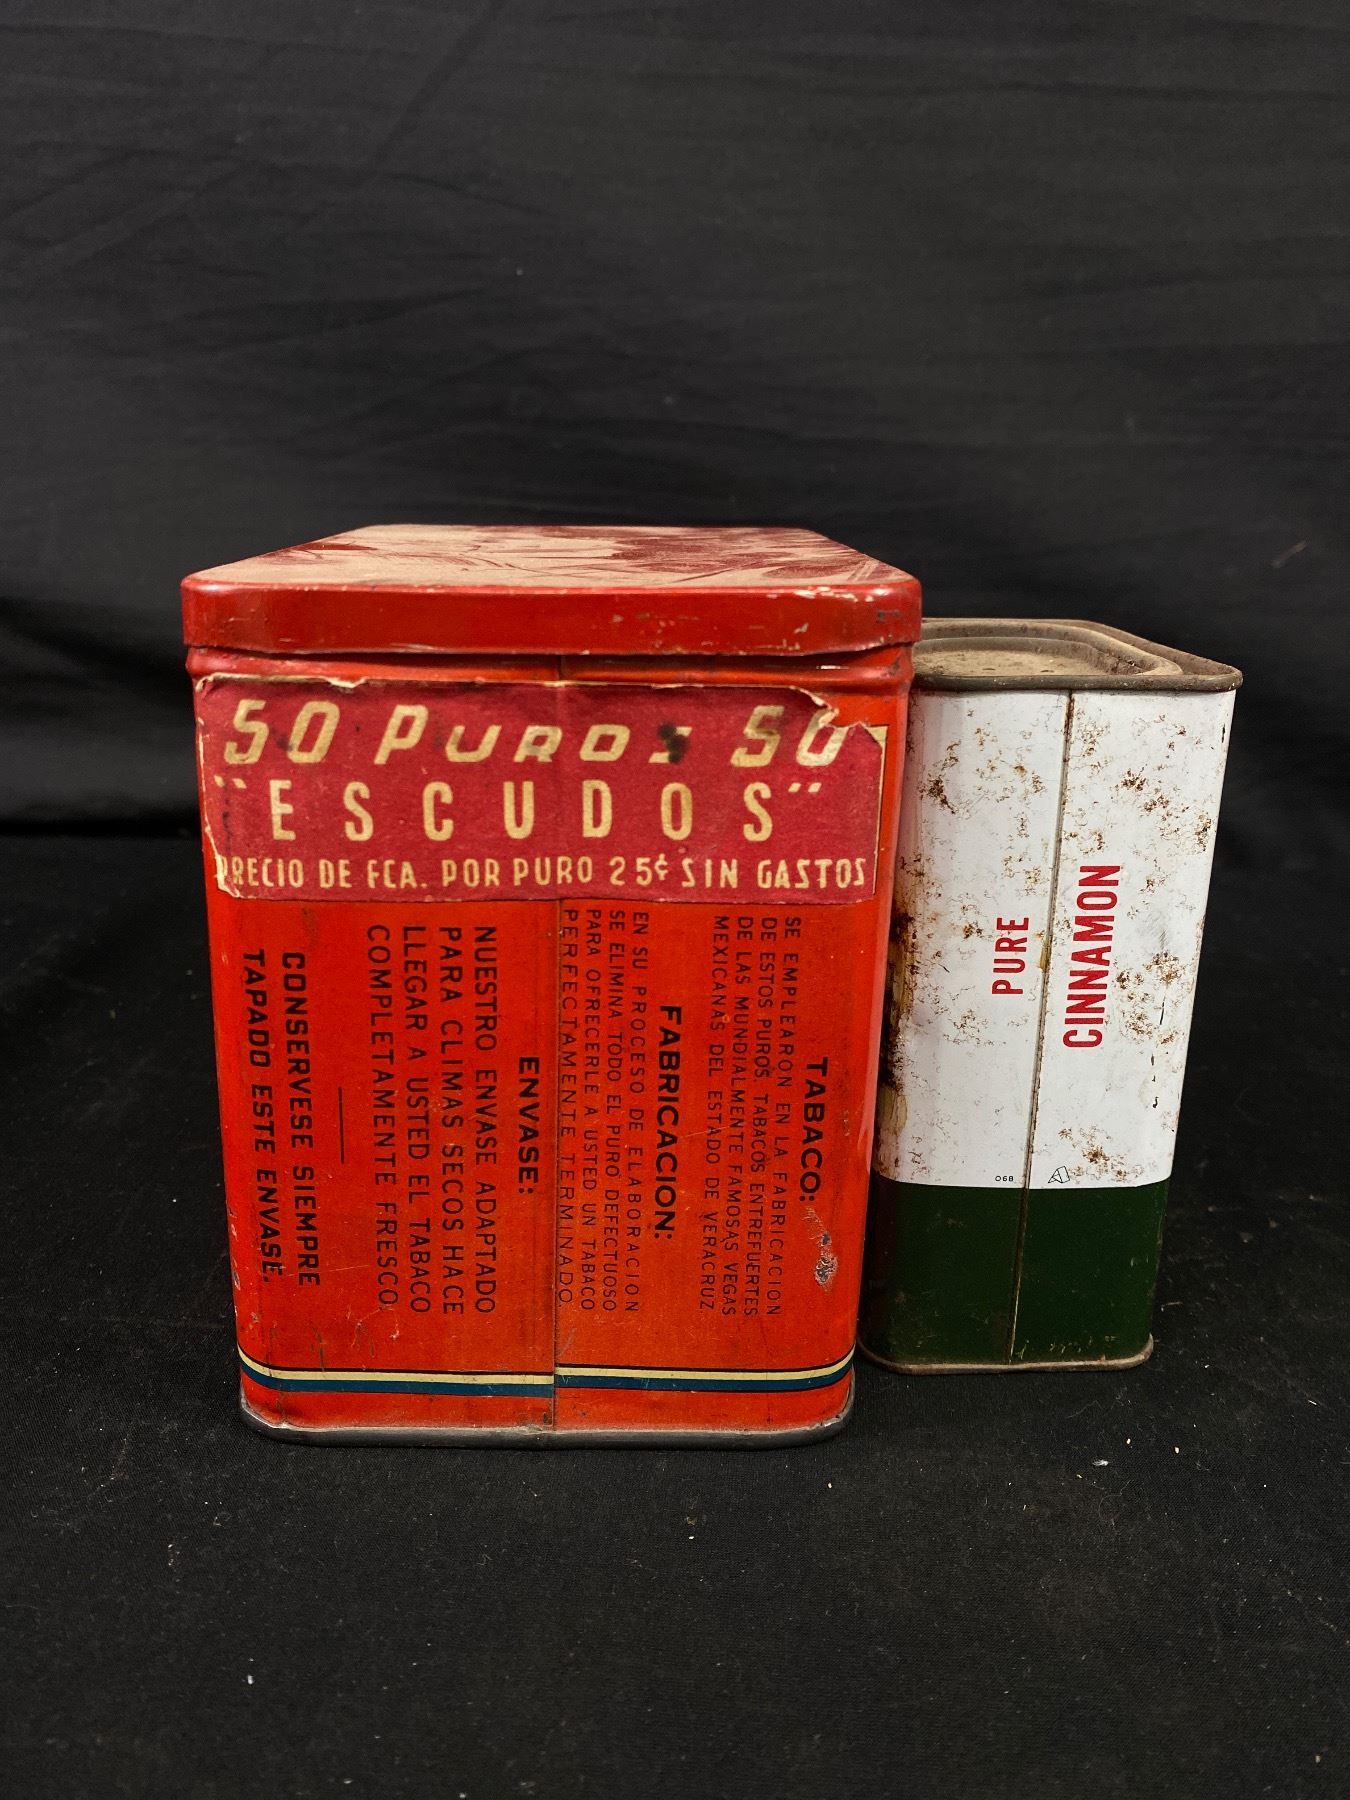 50 PUROS 50
"ESCUDOS"
PRECIO DE FCA. POR PURO 25¢ SIN GASTOS
TABACO:
SE EMPLEARON EN LA FABRICACION
DE ESTOS PUROS, TABACOS ENTREFUERTES
DE LAS MUNDIALMENTE FAMOSAS VEGAS
MEXICANAS DEL ESTADO DE VERACRUZ.
FABRICACION:
EN SU PROCESO DE ELABORACION
SE ELIMINA TODO EL PURO DEFECTUOSO
PARA OFRECERLE A USTED UN TABACO
PERFECTAMENTE TERMINADO.
ENVASE:
NUESTRO ENVASE ADAPTADO
PARA CLIMAS SECOS HACE
LLEGAR A USTED EL TABACO
COMPLETAMENTE FRESCO.
CONSERVESE SIEMPRE
TAPADO ESTE ENVASE.
PURE
CINNAMON
068